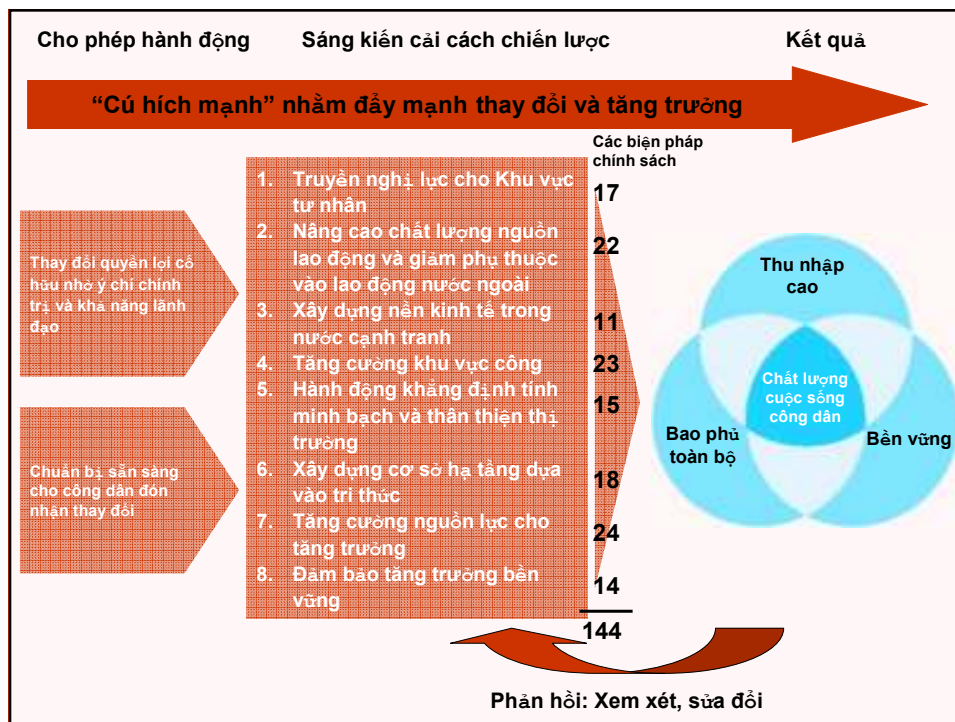 Cho phép hành động
Sáng kiến cải cách chiến lược
Kết quả
“Cú hích mạnh” nhằm đẩy mạnh thay đổi và tăng trưởng
Các biện pháp
chính sách
Thay đổi quyền lợi cố
hữu nhờ ý chí chính
trị và khả năng lãnh
đạo
Chuẩn bị sẵn sàng
cho công dân đón
nhận thay đổi
1. Truyền nghị lực cho Khu vực
tư nhân
2. Nâng cao chất lượng nguồn
lao động và giảm phụ thuộc
vào lao động nước ngoài
3. Xây dựng nền kinh tế trong
nước cạnh tranh
4. Tăng cường khu vực công
5. Hành động khẳng định tính
minh bạch và thân thiện thị
trường
6. Xây dựng cơ sở hạ tầng dựa
vào tri thức
7. Tăng cường nguồn lực cho
tăng trưởng
8. Đảm bảo tăng trưởng bền
vững
17
22
11
23
15
18
24
14
144
Thu nhập
cao
Chất lượng
cuộc sống
công dân
Bao phủ
toàn bộ
Bền vững
Phản hồi: Xem xét, sửa đổi